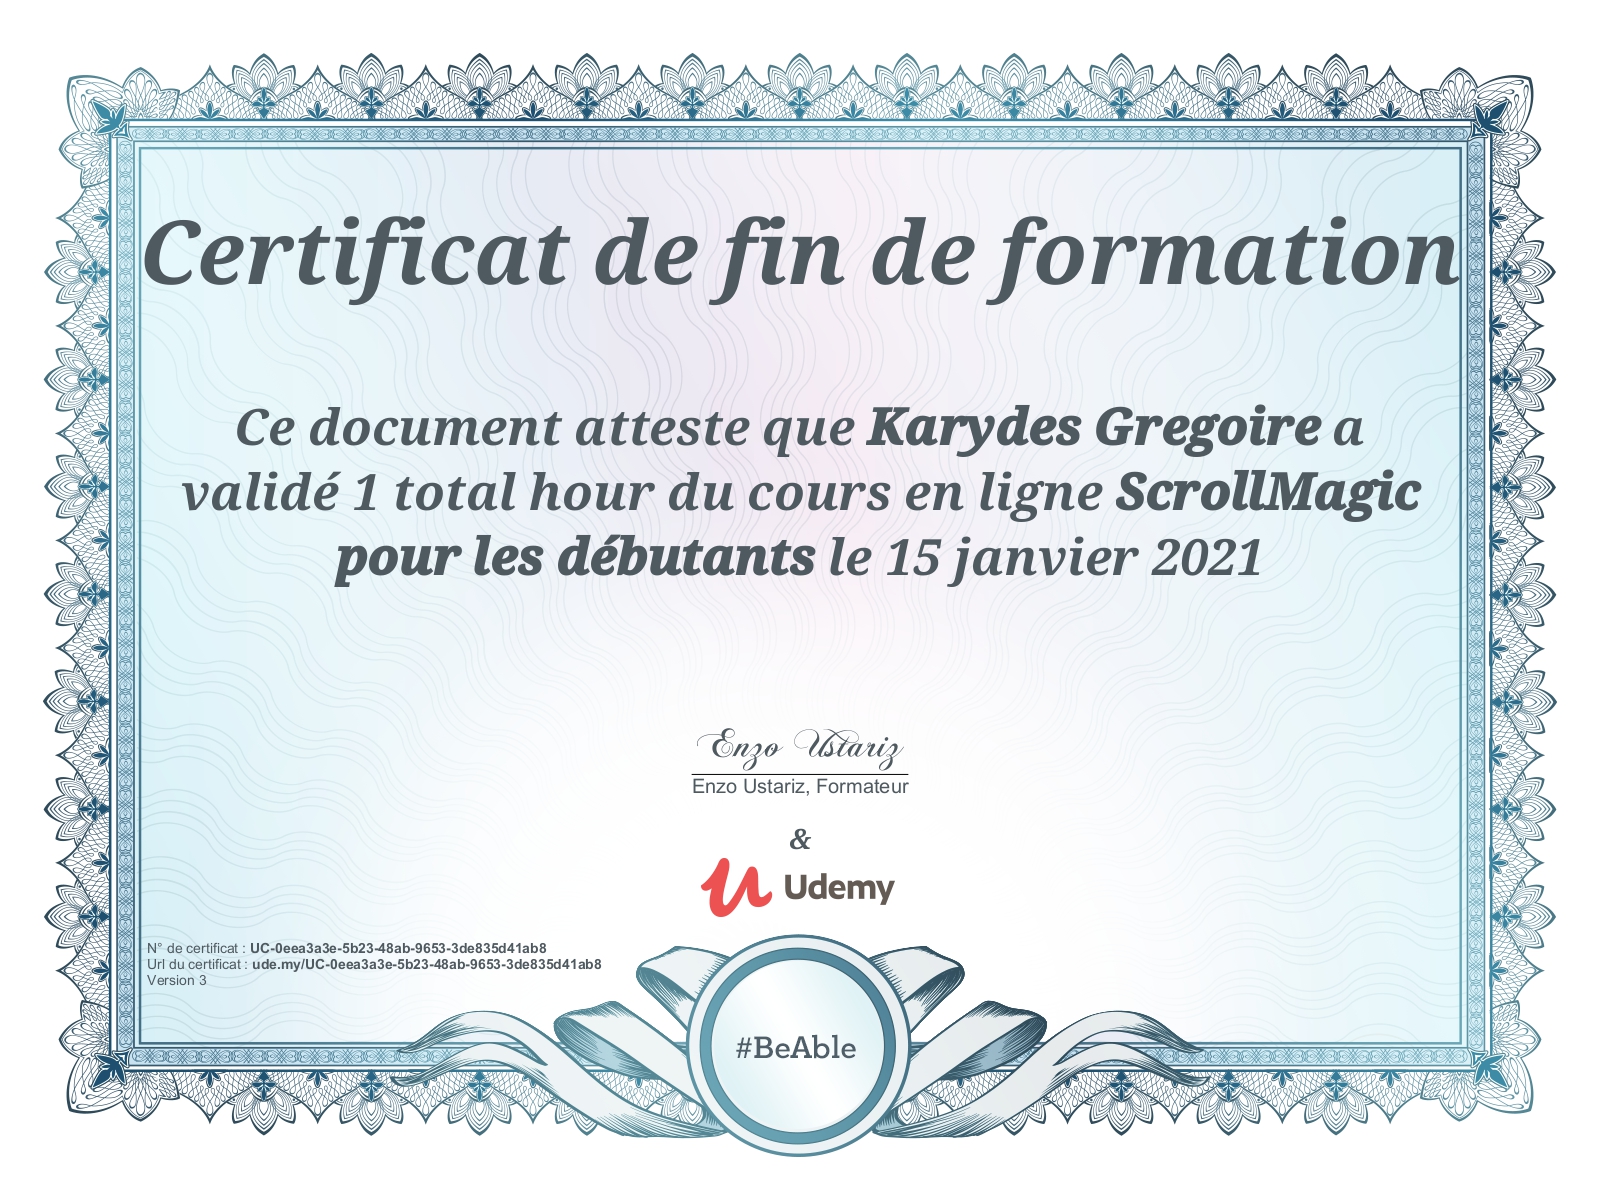 Certificat de fin de formation
Ce document atteste que Karydes Gregoire a
validé 1 total hour du cours en ligne ScrollMagic
pour les débutants le 15 janvier 2021
Enzo Ustariz
Enzo Ustariz, Formateur
&
Udemy
N° de certificat : UC-0eea3a3e-5b23-48ab-9653-3de835d41ab8
Url du certificat : ude.my/UC-0eea3a3e-5b23-48ab-9653-3de835d41ab8
Version 3
#BeAble